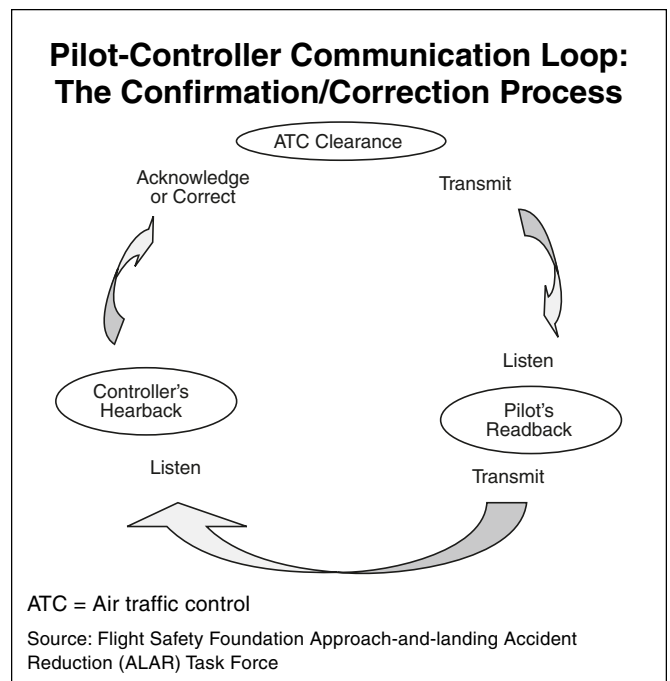 Pilot-Controller Communication Loop:
The Confirmation/Correction Process
ATC Clearance
Acknowledge
or Correct
Transmit
Listen
Controller's
Hearback
Pilot's
Readback
Listen
Transmit
ATC = Air traffic control
Source: Flight Safety Foundation Approach-and-landing Accident
Reduction (ALAR) Task Force